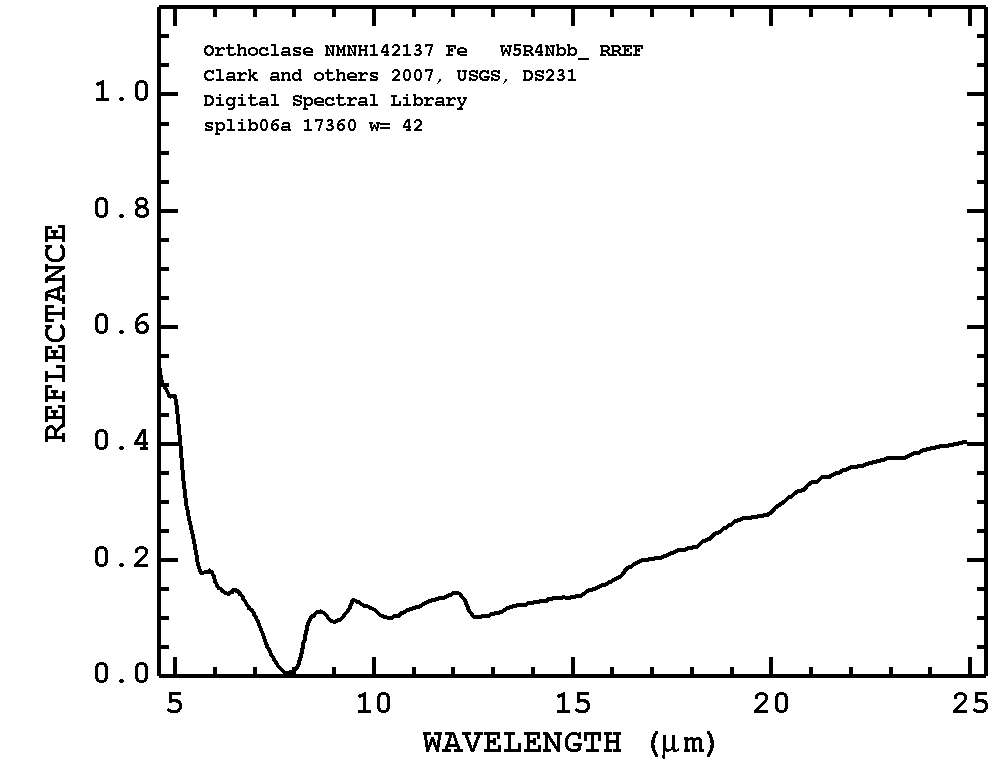 Orthoclase NMNH142137 Fe   W5R4Nbb_ RREF
Clark and others 2007, USGS, DS231
Digital Spectral Library
splib06a 17360 w= 42
1.0
0.8
0.6
0.4
0.2
0.0
REFLECTANCE
5 10 15 20 25
WAVELENGTH (μm)